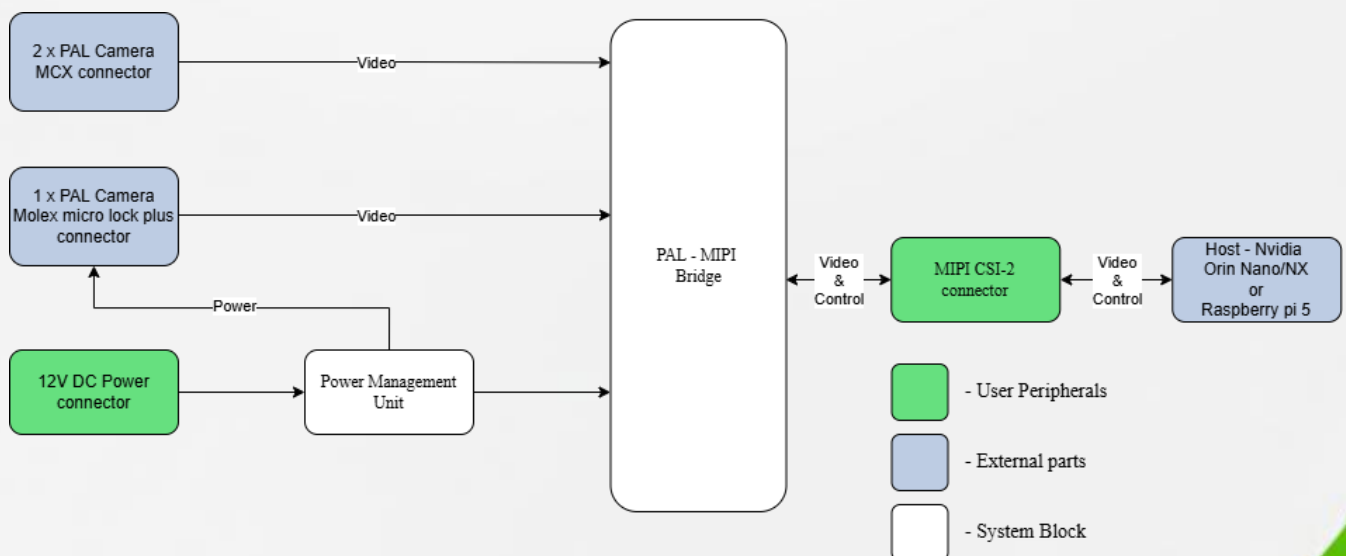 2 x PAL Camera
MCX connector
Video
1 x PAL Camera
Molex micro lock plus
connector
Video
Power
12V DC Power
connector
Power Management
Unit
PAL - MIPI
Bridge
Video
&
Control
MIPI CSI-2
connector
Video
&
Control
Host - Nvidia
Orin Nano/NX
or
Raspberry pi 5
- User Peripherals
- External parts
- System Block